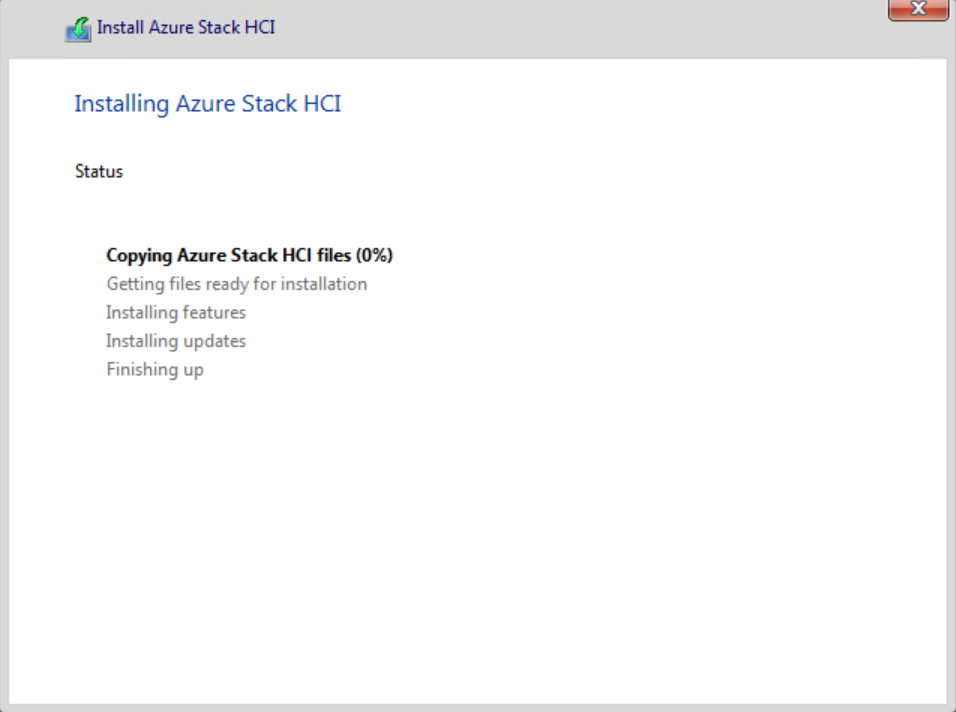 Install Azure Stack HCI
Installing Azure Stack HCI
Status
Copying Azure Stack HCI files (0%)
Getting files ready for installation
Installing features
Installing updates
Finishing up